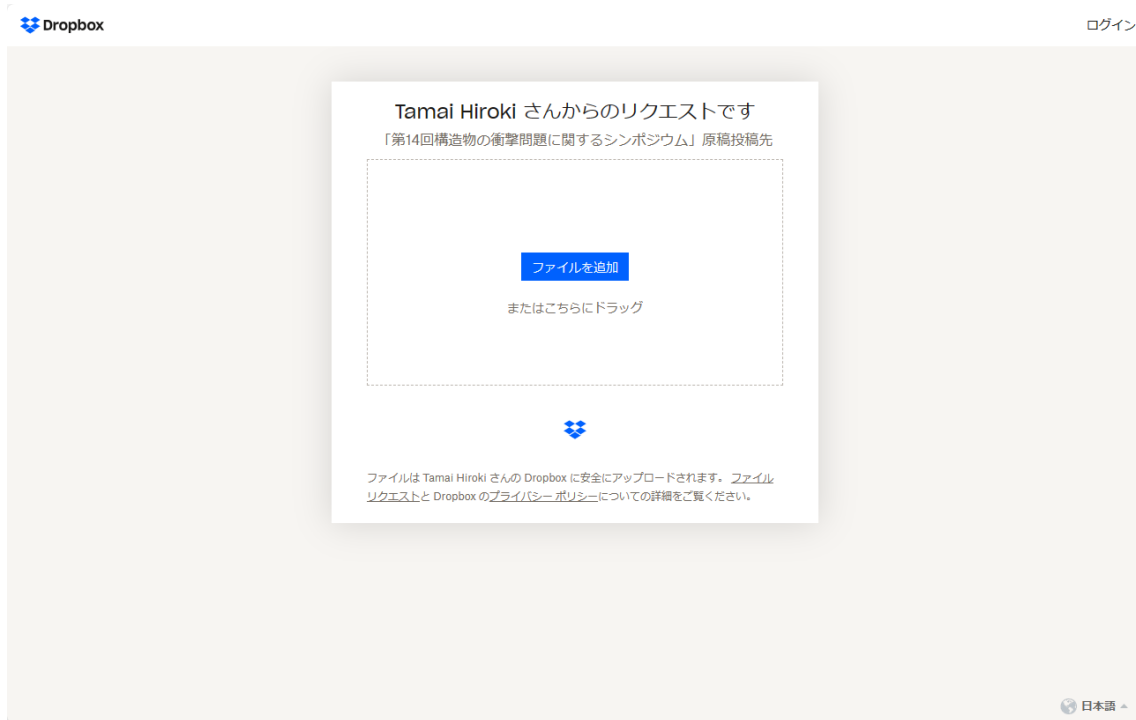 Dropbox
ログイン
Tamai Hiroki さんからのリクエストです
「第14回構造物の衝撃問題に関するシンポジウム」原稿投稿先
ファイルを追加
またはこちらにドラッグ
ファイルは Tamai Hiroki さんの Dropbox に安全にアップロードされます。 ファイル
リクエストと Dropbox のプライバシー ポリシーについての詳細をご覧ください。
日本語